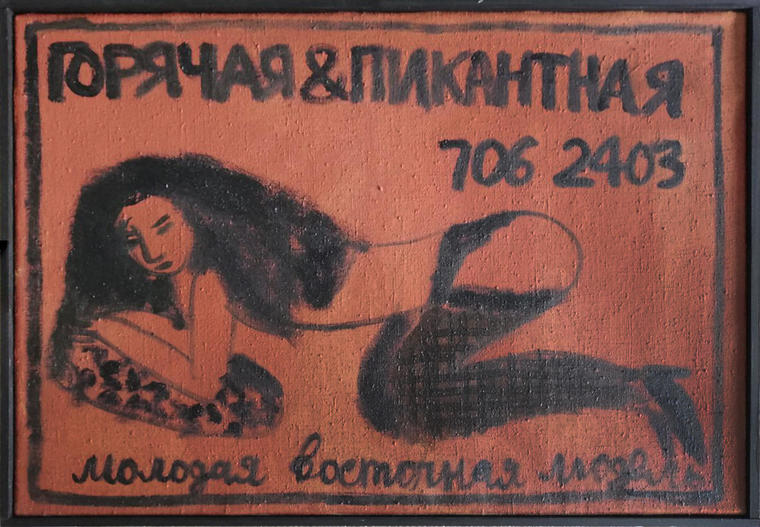 ГОРЯЧАЯ&ПИКАНТНАЯ
706 2403
молодая восточная модель